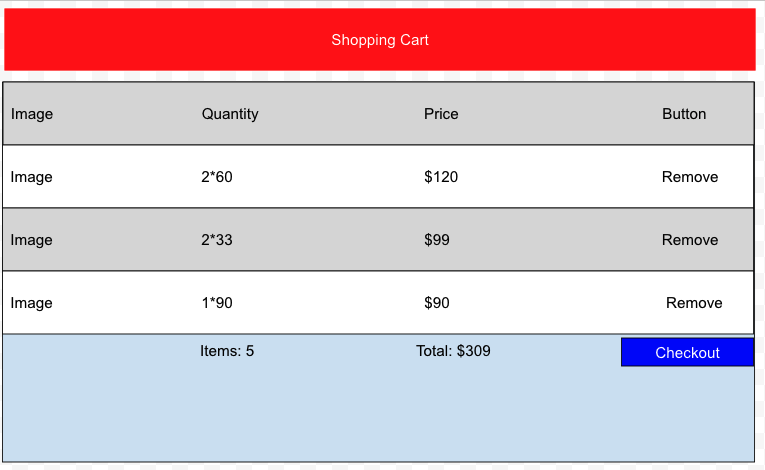 Shopping Cart
Image Quantity Price Button
Image 2*60 $120 Remove
Image 2*33 $99 Remove
Image 1*90 $90 Remove
Items: 5 Total: $309 Checkout